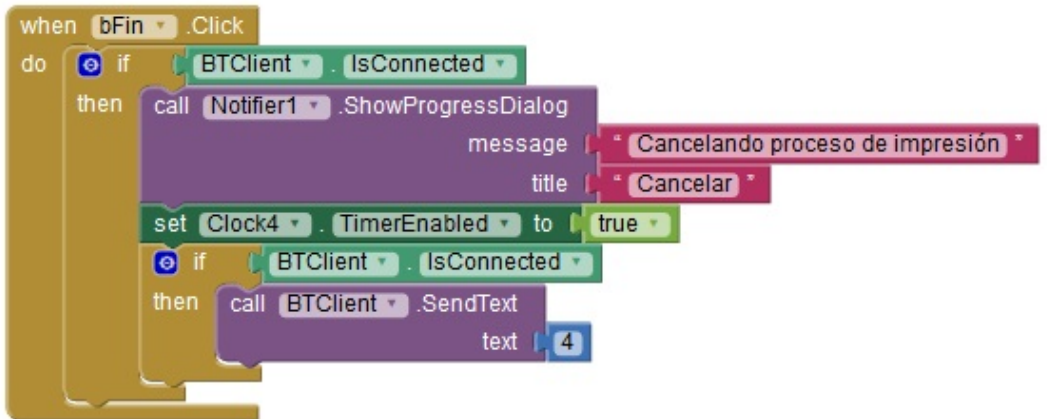 when bFin .Click
do if BTClient . IsConnected
then call Notifier1 .ShowProgressDialog
message " Cancelando proceso de impresión "
title " Cancelar "
set Clock4 . TimerEnabled to true
if BTClient . IsConnected
then call BTClient .SendText
text 4